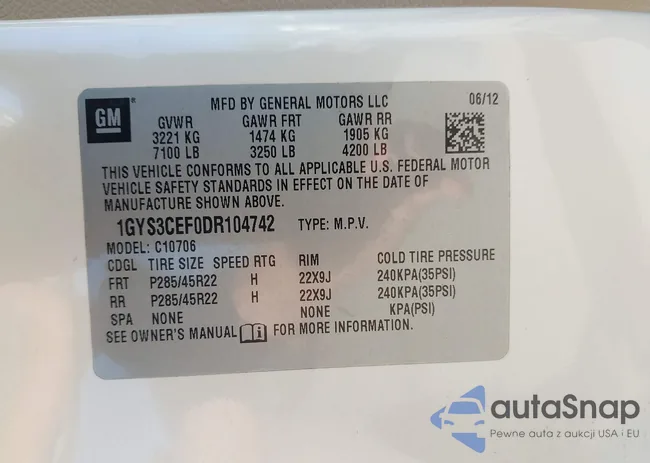 GM
MFD BY GENERAL MOTORS LLC 06/12
GVWR GAWR FRT GAWR RR
3221 KG 1474 KG 1905 KG
7100 LB 3250 LB 4200 LB
THIS VEHICLE CONFORMS TO ALL APPLICABLE U.S. FEDERAL MOTOR
VEHICLE SAFETY STANDARDS IN EFFECT ON THE DATE OF
MANUFACTURE SHOWN ABOVE.
1GYS3CEF0DR104742 TYPE: M.P.V.
MODEL: C10706
CDGL TIRE SIZE SPEED RTG RIM COLD TIRE PRESSURE
FRT P285/45R22 H 22X9J 240KPA(35PSI)
RR P285/45R22 H 22X9J 240KPA(35PSI)
SPA NONE NONE KPA(PSI)
SEE OWNER'S MANUAL FOR MORE INFORMATION.
autaSnap
Pewne auta z aukcji USA i EU